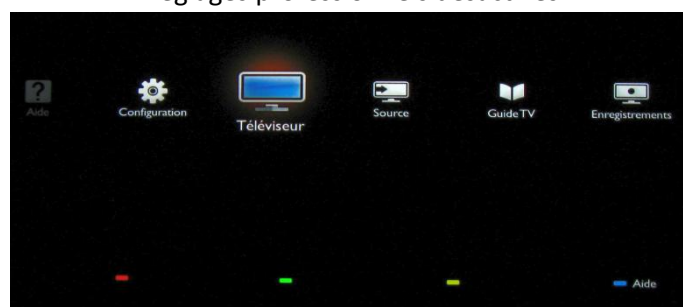 Aide
Configuration
Téléviseur
Source
Guide TV
Enregistrements
Aide